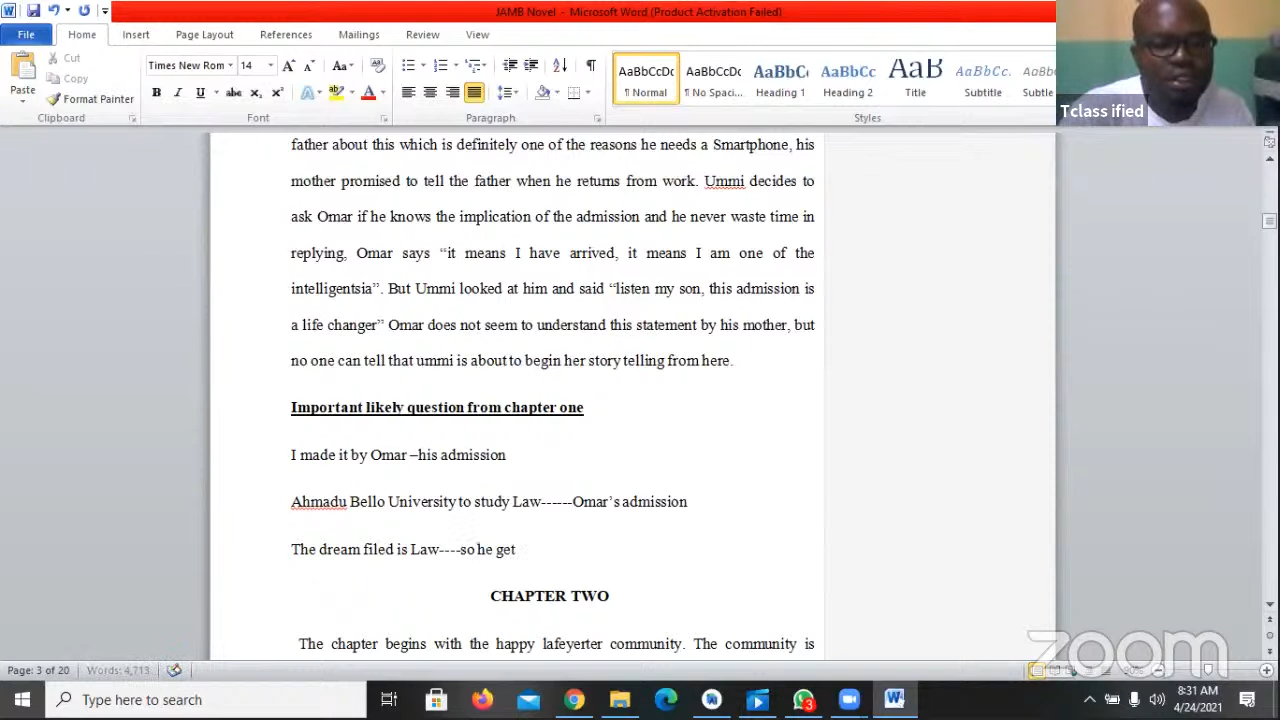 JAMB Novel - Microsoft Word (Product Activation Failed)
File Home Insert Page Layout References Mailings Review View
Paste
Cut
Copy
Format Painter
Clipboard
Times New Rom 14
Font
Paragraph
AaBbCcDc AaBbCcDc AaBbC AaBbCc AaB AaBbCc. AaBb
¶ Normal ¶ No Spaci... Heading 1 Heading 2 Title Subtitle Subtle
Styles
Tclass ified
father about this which is definitely one of the reasons he needs a Smartphone, his
mother promised to tell the father when he returns from work. Ummi decides to
ask Omar if he knows the implication of the admission and he never waste time in
replying, Omar says “it means I have arrived, it means I am one of the
intelligentsia”. But Ummi looked at him and said “listen my son, this admission is
a life changer” Omar does not seem to understand this statement by his mother, but
no one can tell that ummi is about to begin her story telling from here.
Important likely question from chapter one
I made it by Omar –his admission
Ahmadu Bello University to study Law------Omar’s admission
The dream filed is Law----so he get
CHAPTER TWO
The chapter begins with the happy lafeyerter community. The community is
zoom
Page: 3 of 20 Words: 4,713
Type here to search
3
8:31 AM
4/24/2021